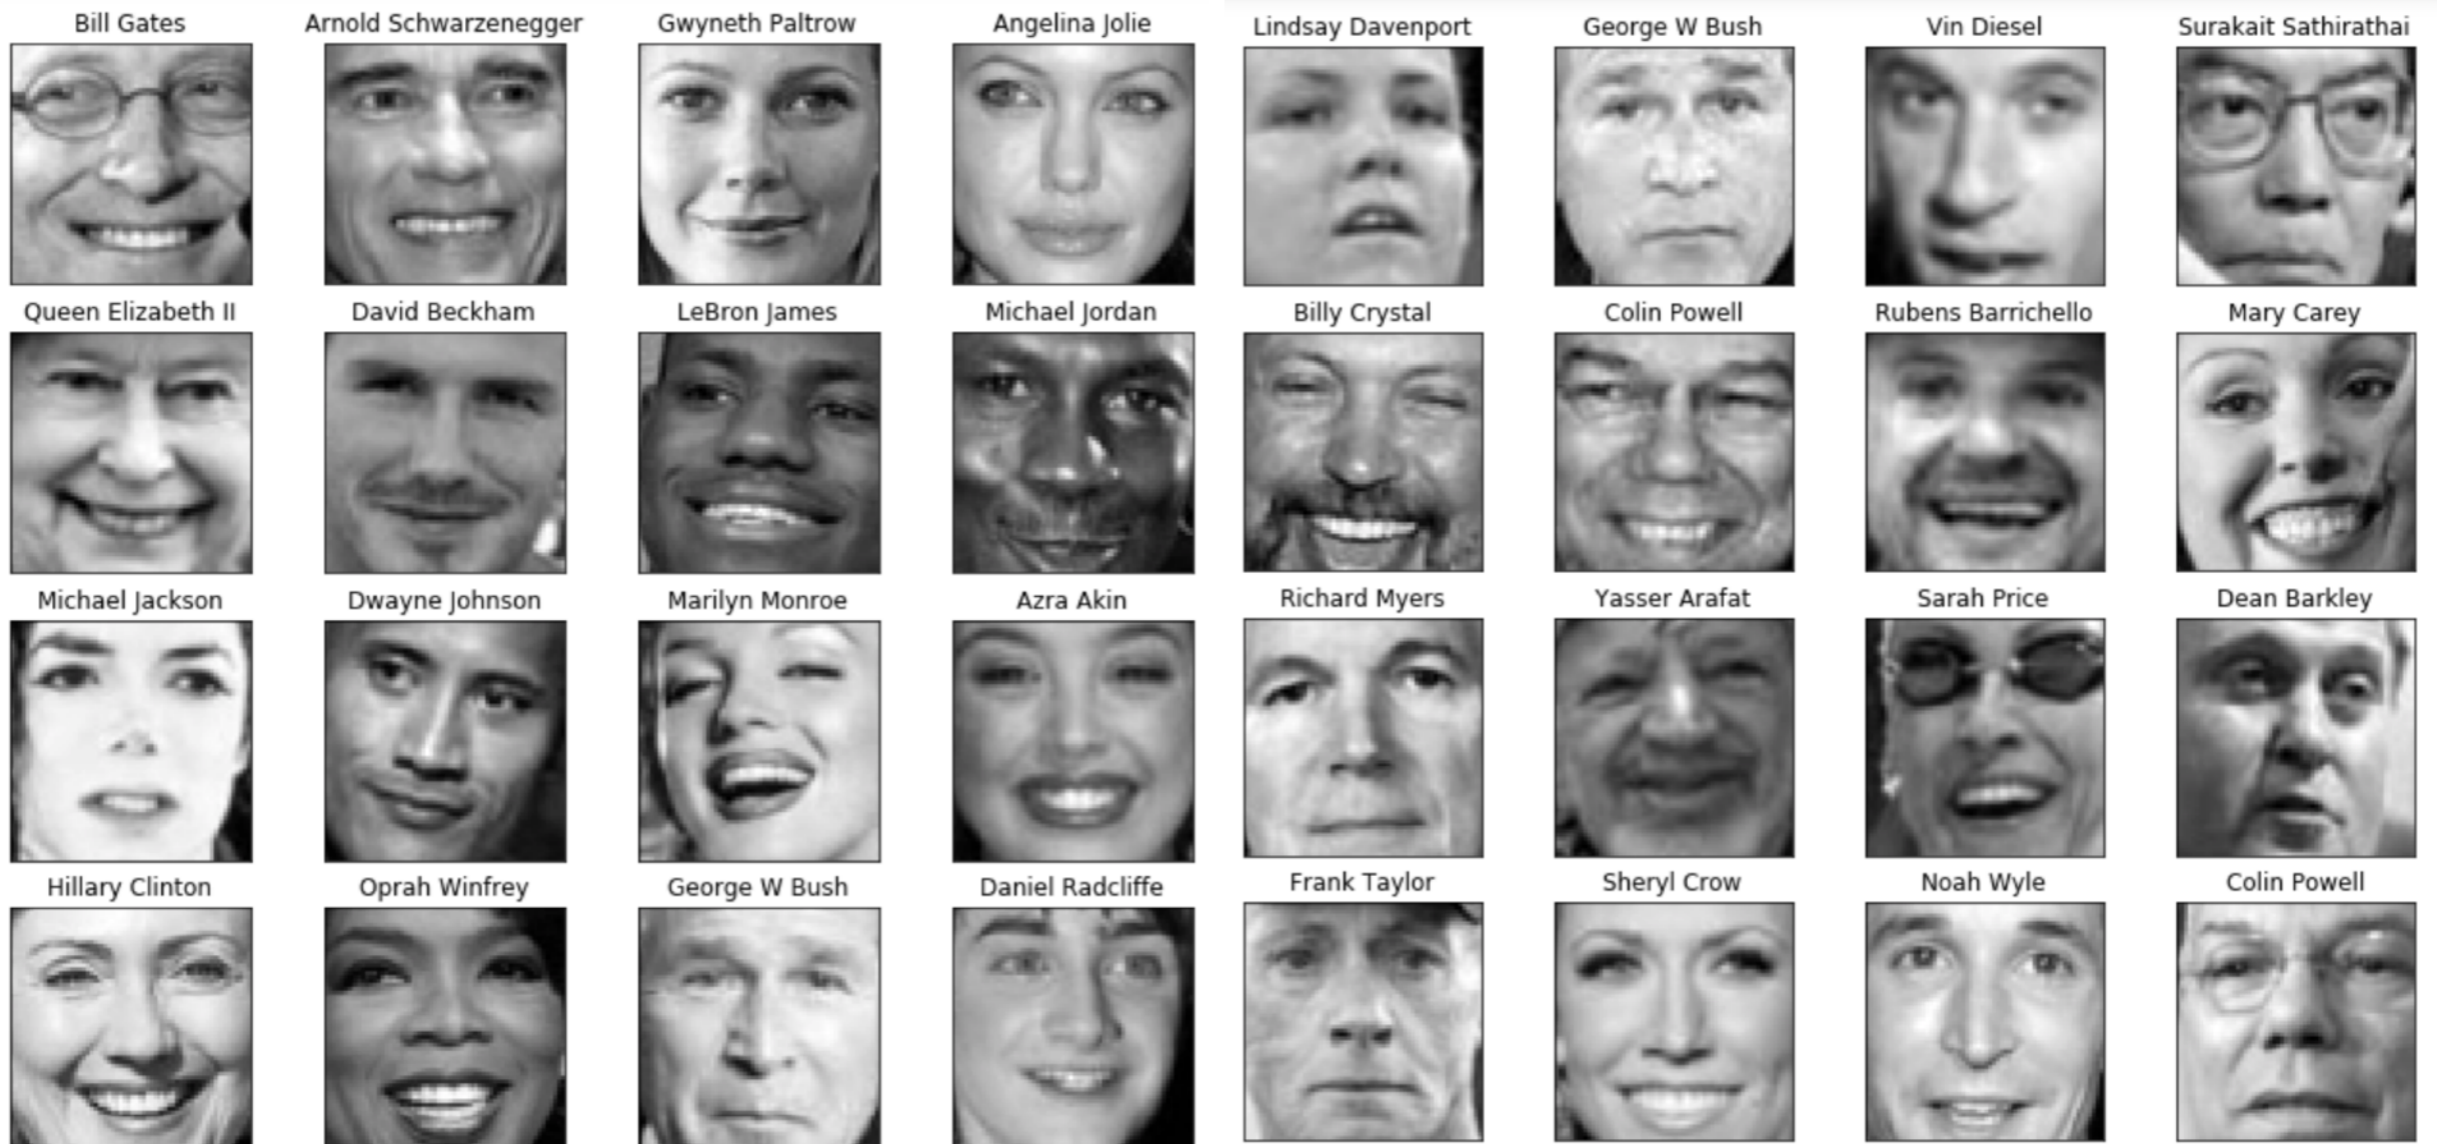 Bill Gates
Arnold Schwarzenegger
Gwyneth Paltrow
Angelina Jolie
Lindsay Davenport
George W Bush
Vin Diesel
Surakait Sathirathai
Queen Elizabeth II
David Beckham
LeBron James
Michael Jordan
Billy Crystal
Colin Powell
Rubens Barrichello
Mary Carey
Michael Jackson
Dwayne Johnson
Marilyn Monroe
Azra Akin
Richard Myers
Yasser Arafat
Sarah Price
Dean Barkley
Hillary Clinton
Oprah Winfrey
George W Bush
Daniel Radcliffe
Frank Taylor
Sheryl Crow
Noah Wyle
Colin Powell